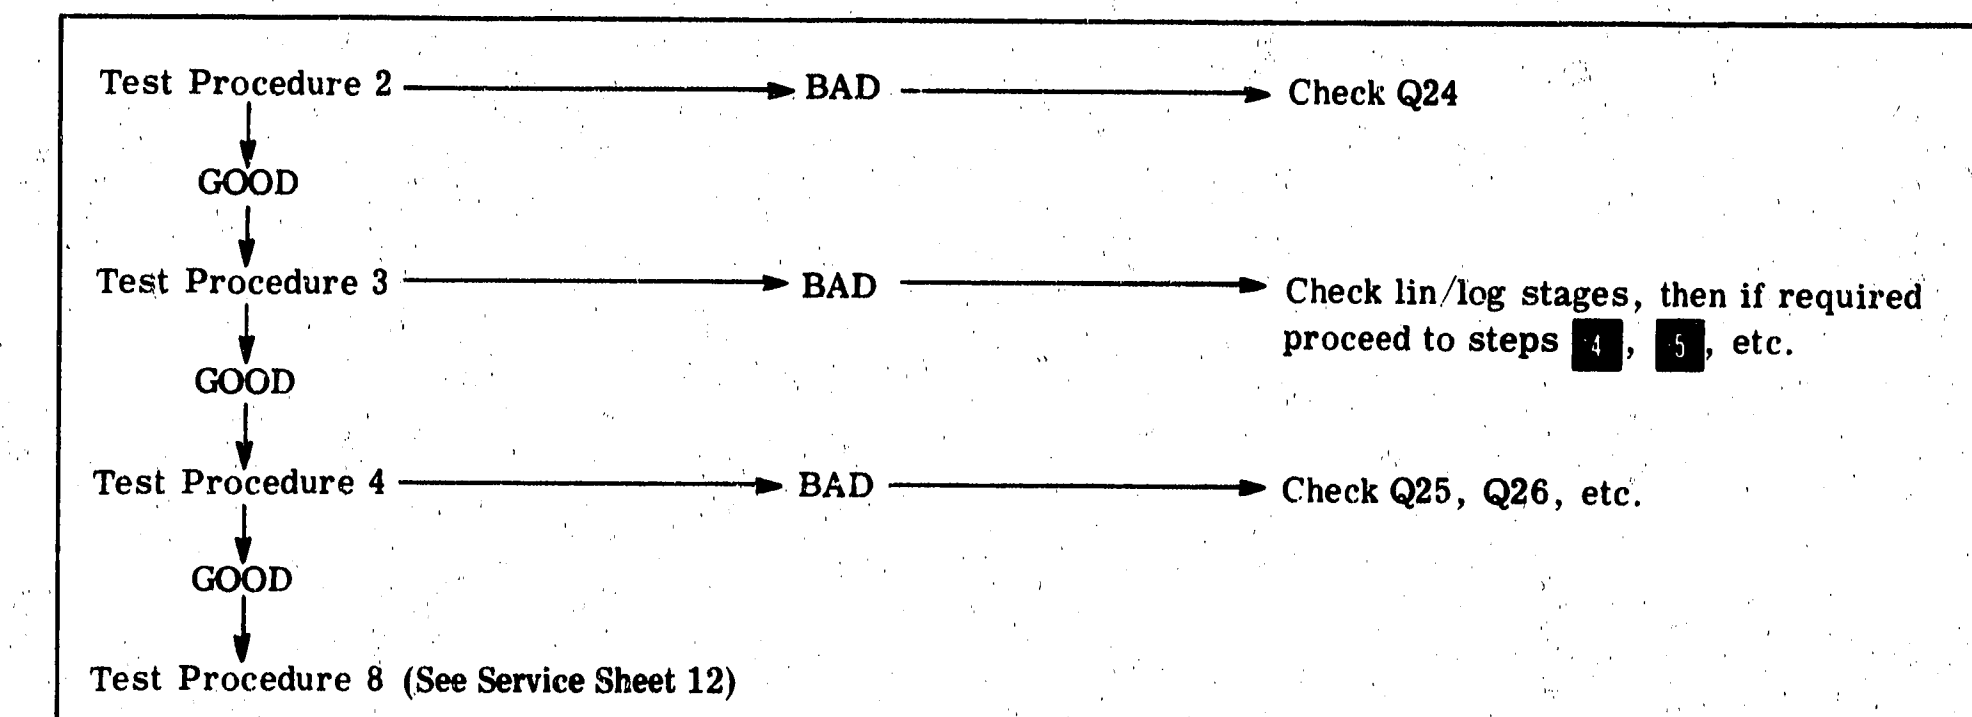 Test Procedure 2 BAD Check Q24
GOOD
Test Procedure 3 BAD Check lin/log stages, then if required
proceed to steps 4, 5, etc.
GOOD
Test Procedure 4 BAD Check Q25, Q26, etc.
GOOD
Test Procedure 8 (See Service Sheet 12)